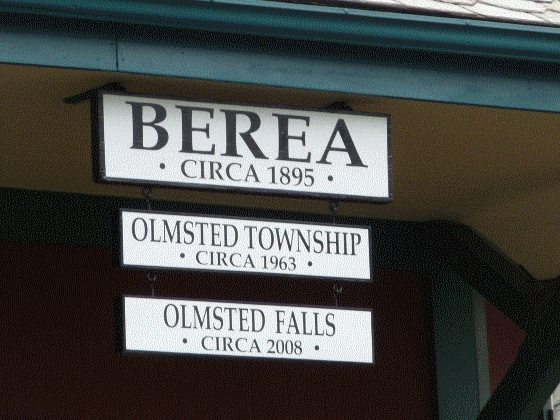 BEREA
• CIRCA 1895 •
OLMSTED TOWNSHIP
• CIRCA 1963 •
OLMSTED FALLS
• CIRCA 2008 •